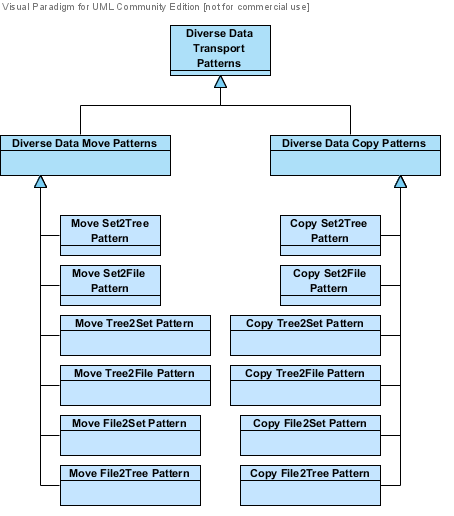 Visual Paradigm for UML Community Edition [not for commercial use]
Diverse Data
Transport
Patterns
Diverse Data Move Patterns
Diverse Data Copy Patterns
Move Set2Tree
Pattern
Copy Set2Tree
Pattern
Move Set2File
Pattern
Copy Set2File
Pattern
Move Tree2Set Pattern
Copy Tree2Set Pattern
Move Tree2File Pattern
Copy Tree2File Pattern
Move File2Set Pattern
Copy File2Set Pattern
Move File2Tree Pattern
Copy File2Tree Pattern